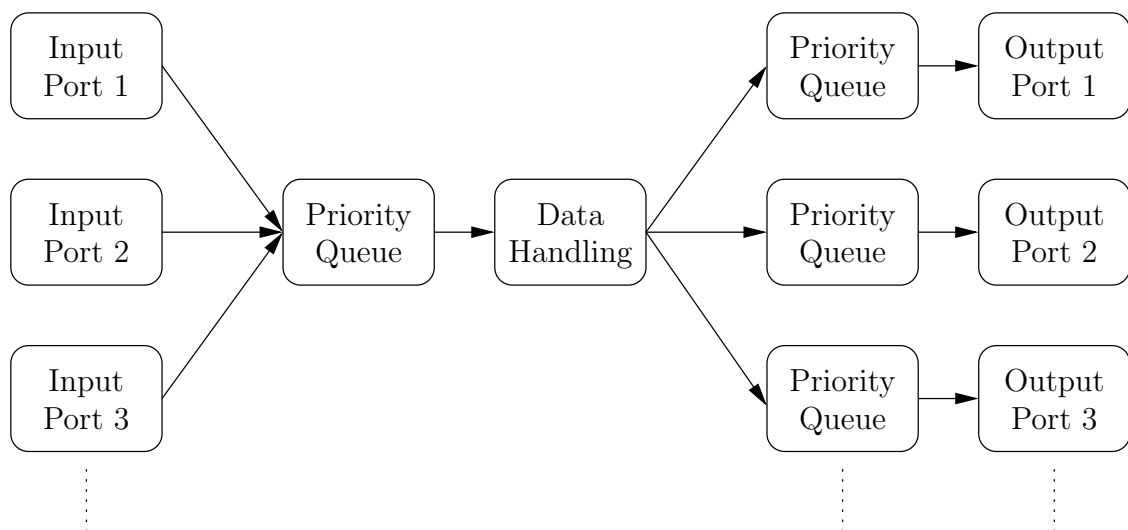 Input
Port 1
Priority
Queue
Output
Port 1
Input
Port 2
Priority
Queue
Data
Handling
Priority
Queue
Output
Port 2
Input
Port 3
Priority
Queue
Output
Port 3